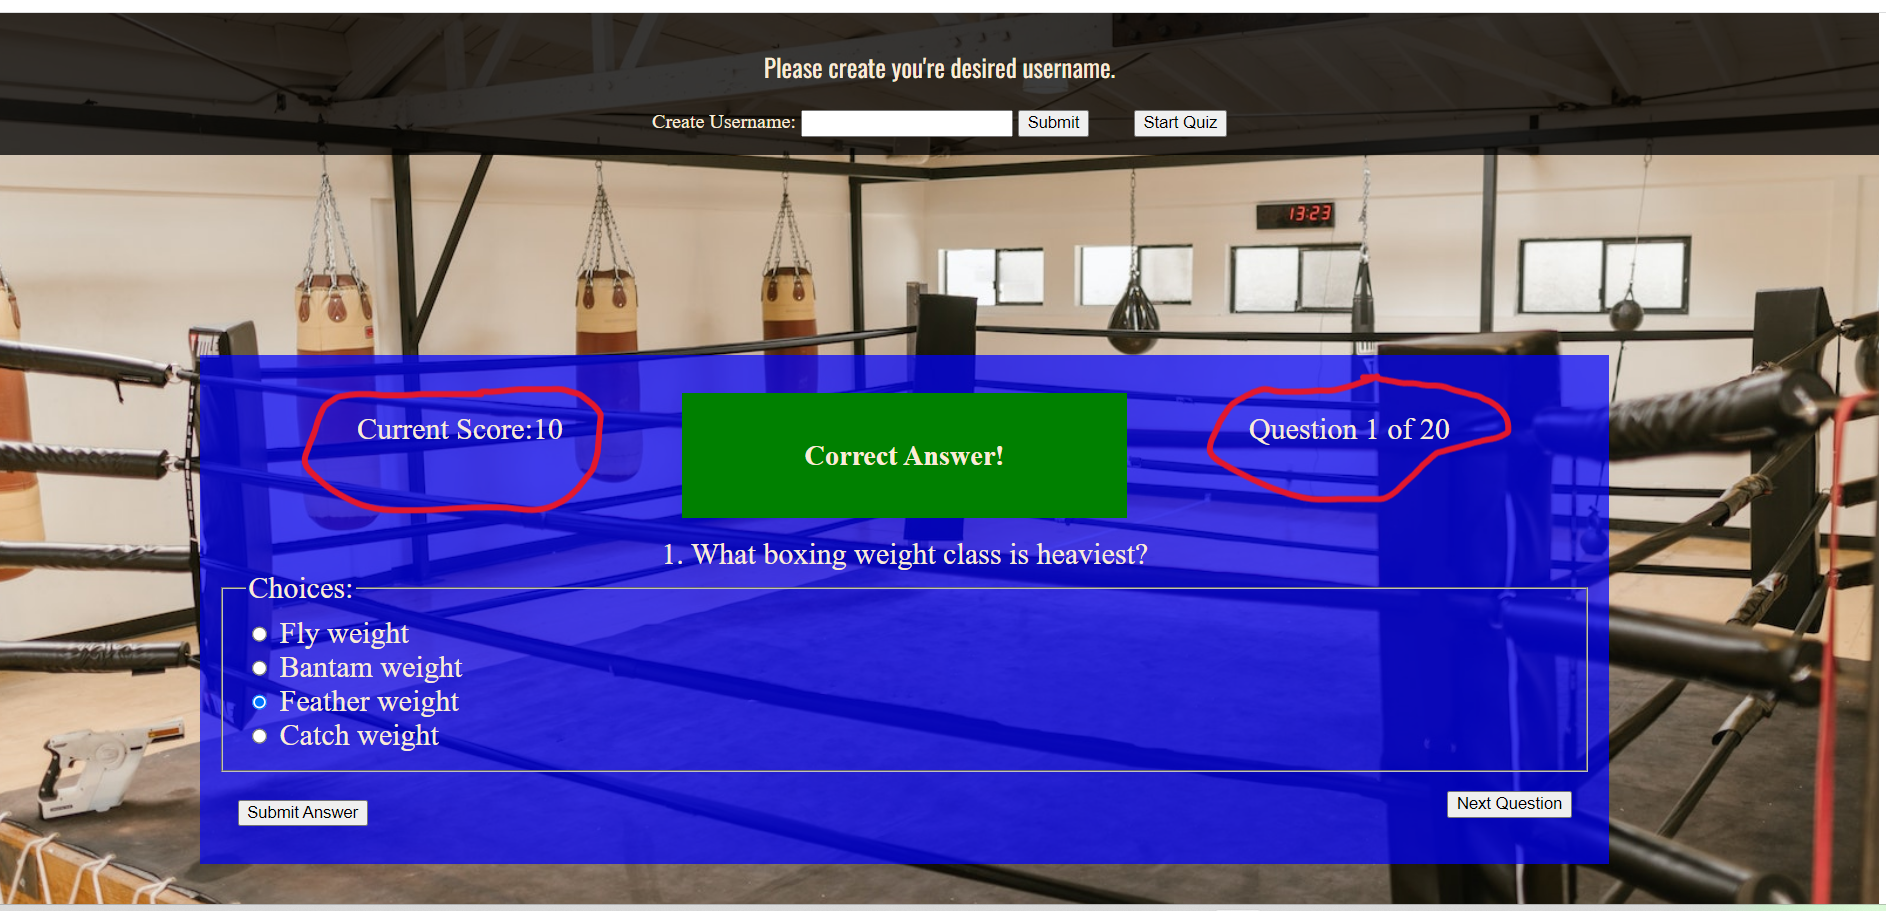 Please create you're desired username.
Create Username: Submit Start Quiz
13:23
TITLE
Current Score:10
Correct Answer!
Question 1 of 20
1. What boxing weight class is heaviest?
Choices:
Fly weight
Bantam weight
Feather weight
Catch weight
Submit Answer
Next Question